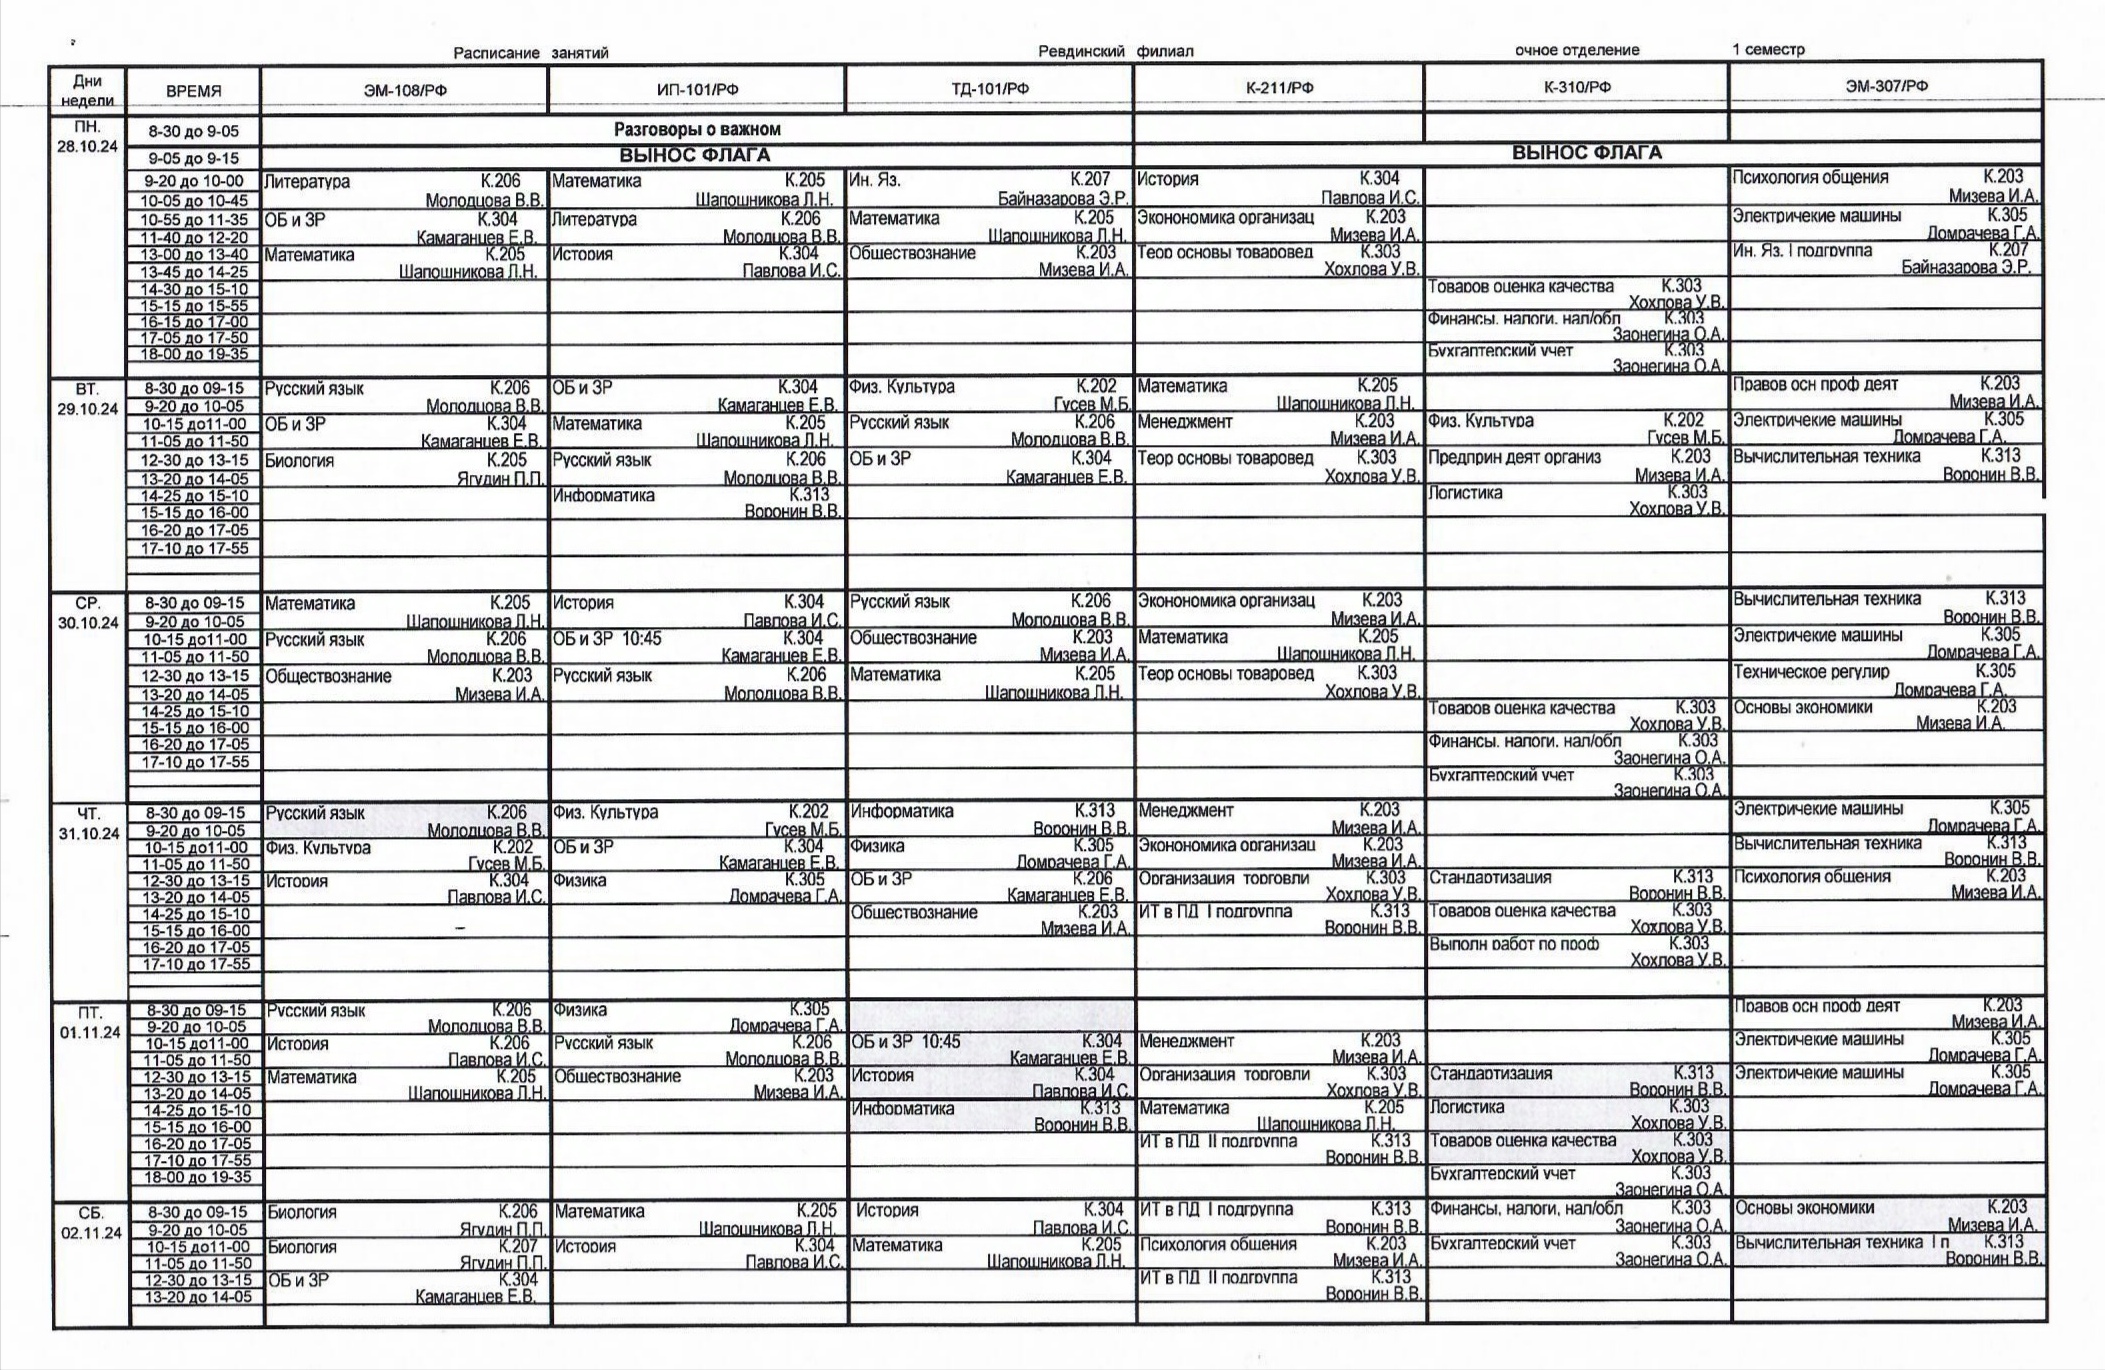 Расписание занятий Ревдинский филиал очное отделение 1 семестр
Дни недели ВРЕМЯ ЭМ-108/РФ ИП-101/РФ ТД-101/РФ К-211/РФ К-310/РФ ЭМ-307/РФ
ПН. 8-30 до 9-05 Разговоры о важном
28.10.24 9-05 до 9-15 ВЫНОС ФЛАГА ВЫНОС ФЛАГА
9-20 до 10-00 Литература К.206 Математика К.205 Ин. Яз. К.207 История К.304 Психология общения К.203
10-05 до 10-45 Молодцова В.В. Шапошникова Л.Н. Байназарова Э.Р. Павлова И.С. Мизева И.А.
10-55 до 11-35 ОБ и ЗР К.304 Литература К.206 Математика К.205 Эконономика организац К.203 Электричекие машины К.305
11-40 до 12-20 Камаганцев Е.В. Молодцова В.В. Шапошникова Л.Н. Мизева И.А. Домрачева Г.А.
13-00 до 13-40 Математика К.205 История К.304 Обществознание К.203 Теор основы товаровед К.303 Ин. Яз. I подгруппа К.207
13-45 до 14-25 Шапошникова Л.Н. Павлова И.С. Мизева И.А. Хохлова У.В. Байназарова Э.Р.
14-30 до 15-10 Товаров оценка качества К.303
15-15 до 15-55 Хохлова У.В.
16-15 до 17-00 Финансы, налоги, нал/обл К.303
17-05 до 17-50 Заонегина О.А.
18-00 до 19-35 Бухгалтерский учет К.303
Заонегина О.А.
ВТ. 8-30 до 09-15 Русский язык К.206 ОБ и ЗР К.304 Физ. Культура К.202 Математика К.205 Правов осн проф деят К.203
29.10.24 9-20 до 10-05 Молодцова В.В. Камаганцев Е.В. Гусев М.Б. Шапошникова Л.Н. Мизева И.А.
10-15 до11-00 ОБ и ЗР К.304 Математика К.205 Русский язык К.206 Менеджмент К.203 Физ. Культура К.202 Электричекие машины К.305
11-05 до 11-50 Камаганцев Е.В. Шапошникова Л.Н. Молодцова В.В. Мизева И.А. Гусев М.Б. Домрачева Г.А.
12-30 до 13-15 Биология К.205 Русский язык К.206 ОБ и ЗР К.304 Теор основы товаровед К.303 Предприн деят организ К.203 Вычислительная техника К.313
13-20 до 14-05 Ягудин П.П. Молодцова В.В. Камаганцев Е.В. Хохлова У.В. Мизева И.А. Воронин В.В.
14-25 до 15-10 Информатика К.313 Логистика К.303
15-15 до 16-00 Воронин В.В. Хохлова У.В.
16-20 до 17-05
17-10 до 17-55
СР. 8-30 до 09-15 Математика К.205 История К.304 Русский язык К.206 Эконономика организац К.203 Вычислительная техника К.313
30.10.24 9-20 до 10-05 Шапошникова Л.Н. Павлова И.С. Молодцова В.В. Мизева И.А. Воронин В.В.
10-15 до11-00 Русский язык К.206 ОБ и ЗР 10:45 К.304 Обществознание К.203 Математика К.205 Электричекие машины К.305
11-05 до 11-50 Молодцова В.В. Камаганцев Е.В. Мизева И.А. Шапошникова Л.Н. Домрачева Г.А.
12-30 до 13-15 Обществознание К.203 Русский язык К.206 Математика К.205 Теор основы товаровед К.303 Техническое регулир К.305
13-20 до 14-05 Мизева И.А. Молодцова В.В. Шапошникова Л.Н. Хохлова У.В. Домрачева Г.А.
14-25 до 15-10 Товаров оценка качества К.303 Основы экономики К.203
15-15 до 16-00 Хохлова У.В. Мизева И.А.
16-20 до 17-05 Финансы, налоги, нал/обл К.303
17-10 до 17-55 Заонегина О.А.
Бухгалтерский учет К.303
Заонегина О.А.
ЧТ. 8-30 до 09-15 Русский язык К.206 Физ. Культура К.202 Информатика К.313 Менеджмент К.203 Электричекие машины К.305
31.10.24 9-20 до 10-05 Молодцова В.В. Гусев М.Б. Воронин В.В. Мизева И.А. Домрачева Г.А.
10-15 до11-00 Физ. Культура К.202 ОБ и ЗР К.304 Физика К.305 Эконономика организац К.203 Вычислительная техника К.313
11-05 до 11-50 Гусев М.Б. Камаганцев Е.В. Домрачева Г.А. Мизева И.А. Воронин В.В.
12-30 до 13-15 История К.304 Физика К.305 ОБ и ЗР К.206 Организация торговли К.303 Стандартизация К.313 Психология общения К.203
13-20 до 14-05 Павлова И.С. Домрачева Г.А. Камаганцев Е.В. Хохлова У.В. Воронин В.В. Мизева И.А.
14-25 до 15-10 Обществознание К.203 ИТ в ПД I подгруппа К.313 Товаров оценка качества К.303
15-15 до 16-00 Мизева И.А. Воронин В.В. Хохлова У.В.
16-20 до 17-05 Выполн работ по проф К.303
17-10 до 17-55 Хохлова У.В.
ПТ. 8-30 до 09-15 Русский язык К.206 Физика К.305 Правов осн проф деят К.203
01.11.24 9-20 до 10-05 Молодцова В.В. Домрачева Г.А. Мизева И.А.
10-15 до11-00 История К.206 Русский язык К.206 ОБ и ЗР 10:45 К.304 Менеджмент К.203 Электричекие машины К.305
11-05 до 11-50 Павлова И.С. Молодцова В.В. Камаганцев Е.В. Мизева И.А. Домрачева Г.А.
12-30 до 13-15 Математика К.205 Обществознание К.203 История К.304 Организация торговли К.303 Стандартизация К.313 Электричекие машины К.305
13-20 до 14-05 Шапошникова Л.Н. Мизева И.А. Павлова И.С. Хохлова У.В. Воронин В.В. Домрачева Г.А.
14-25 до 15-10 Информатика К.313 Математика К.205 Логистика К.303
15-15 до 16-00 Воронин В.В. Шапошникова Л.Н. Хохлова У.В.
16-20 до 17-05 ИТ в ПД II подгруппа К.313 Товаров оценка качества К.303
17-10 до 17-55 Воронин В.В. Хохлова У.В.
18-00 до 19-35 Бухгалтерский учет К.303
Заонегина О.А.
СБ. 8-30 до 09-15 Биология К.206 Математика К.205 История К.304 ИТ в ПД I подгруппа К.313 Финансы, налоги, нал/обл К.303 Основы экономики К.203
02.11.24 9-20 до 10-05 Ягудин П.П. Шапошникова Л.Н. Павлова И.С. Воронин В.В. Заонегина О.А. Мизева И.А.
10-15 до11-00 Биология К.207 История К.304 Математика К.205 Психология общения К.203 Бухгалтерский учет К.303 Вычислительная техника I п К.313
11-05 до 11-50 Ягудин П.П. Павлова И.С. Шапошникова Л.Н. Мизева И.А. Заонегина О.А. Воронин В.В.
12-30 до 13-15 ОБ и ЗР К.304 ИТ в ПД II подгруппа К.313
13-20 до 14-05 Камаганцев Е.В. Воронин В.В.